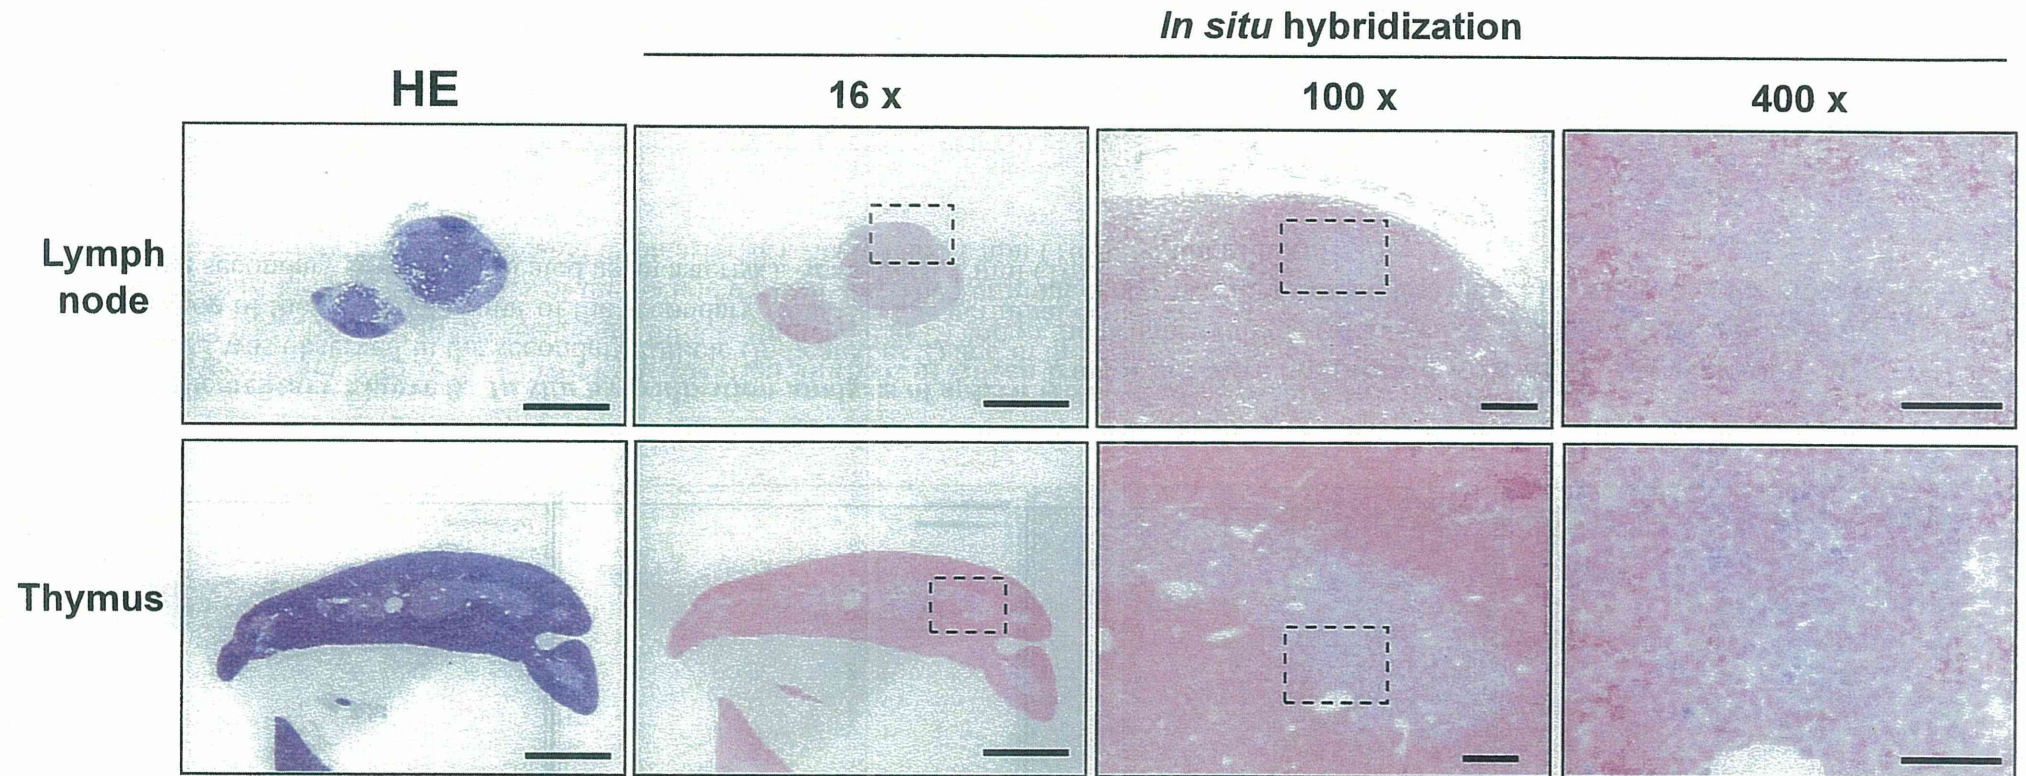 In situ hybridization
HE
16 x
100 x
400 x
Lymph
node
Thymus